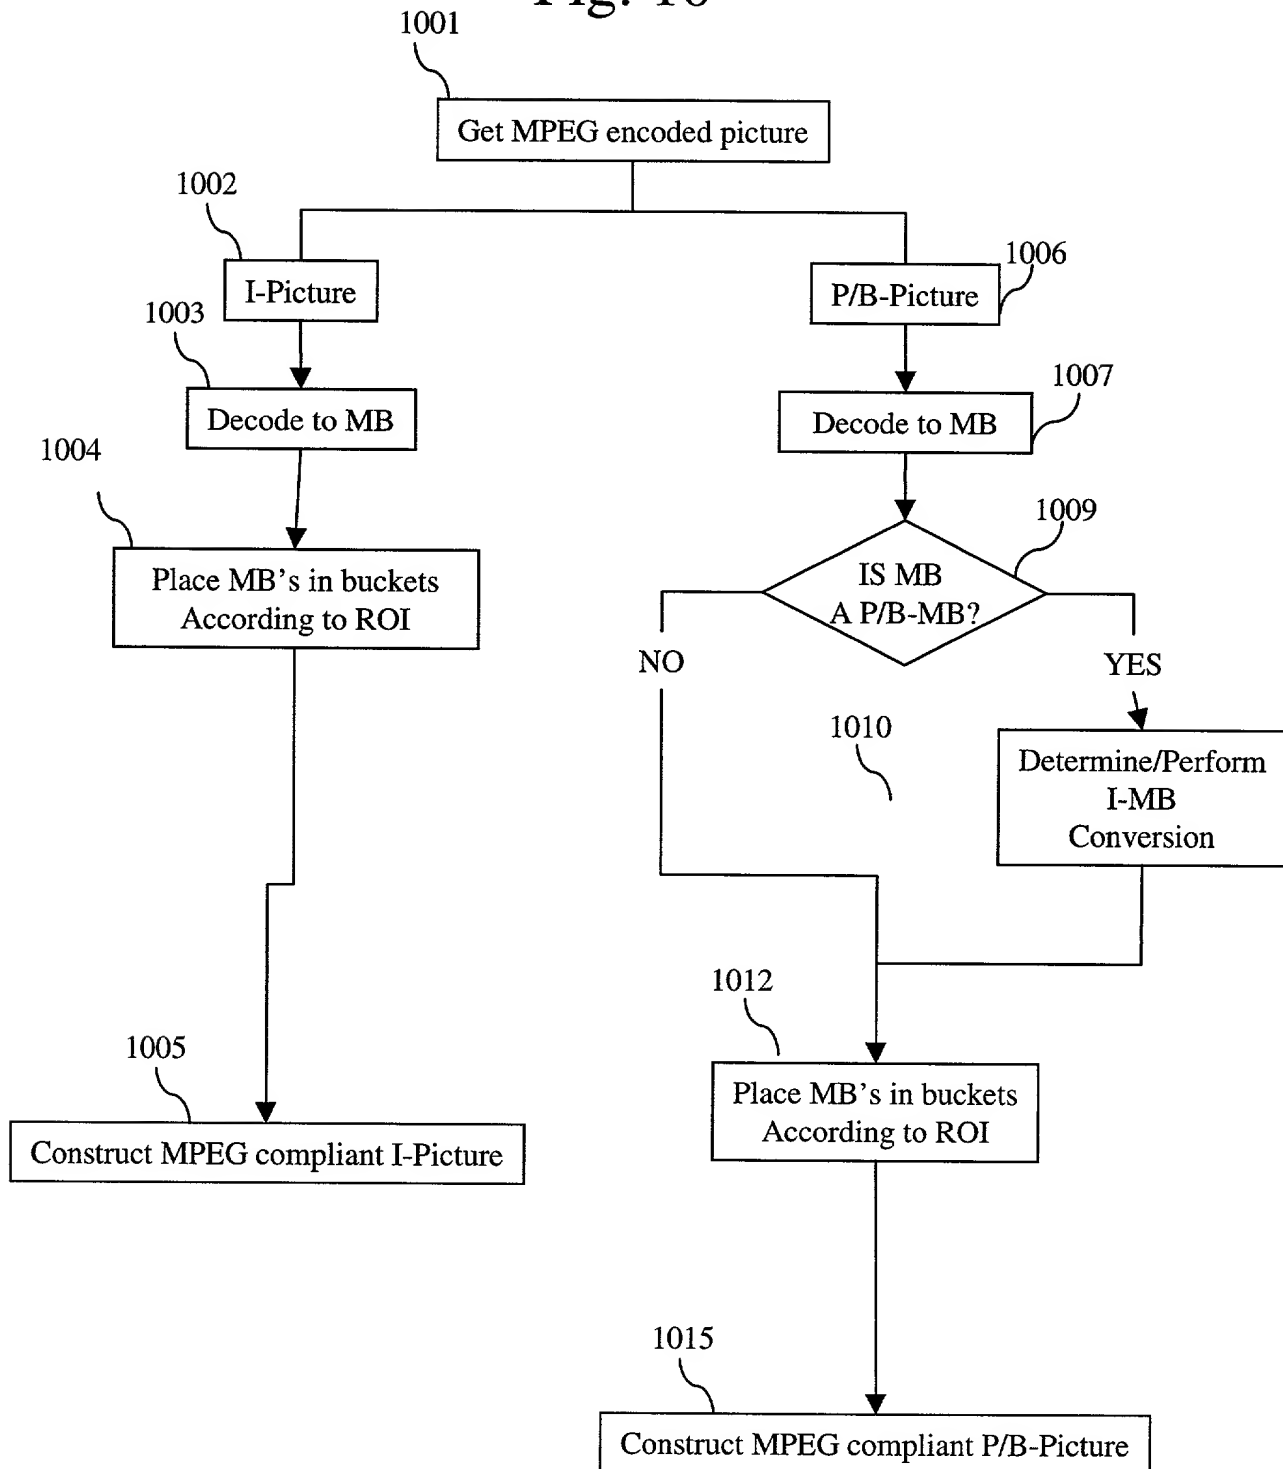 1001
Get MPEG encoded picture
1002
I-Picture
1003
Decode to MB
1004
Place MB's in buckets
According to ROI
1005
Construct MPEG compliant I-Picture
1006
P/B-Picture
1007
Decode to MB
1009
IS MB
A P/B-MB?
NO
YES
1010
Determine/Perform
I-MB
Conversion
1012
Place MB's in buckets
According to ROI
1015
Construct MPEG compliant P/B-Picture